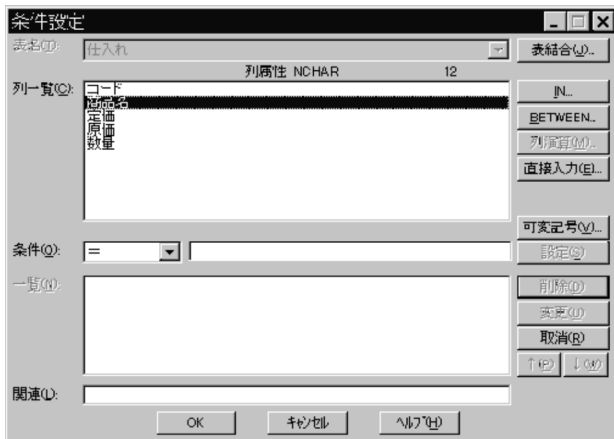 条件設定
表名(T): 仕入れ 表結合(J)..
列属性 NCHAR 12
列一覧(C): コード IN...
商品名
定価 BETWEEN..
原価 列演算(M)..
数量 直接入力(E)...
可変記号(V)...
条件(O): = 設定(S)
一覧(N): 削除(D)
変更(U)
取消(R)
↑(P) ↓(W)
関連(L):
OK キャンセル ヘルプ(H)